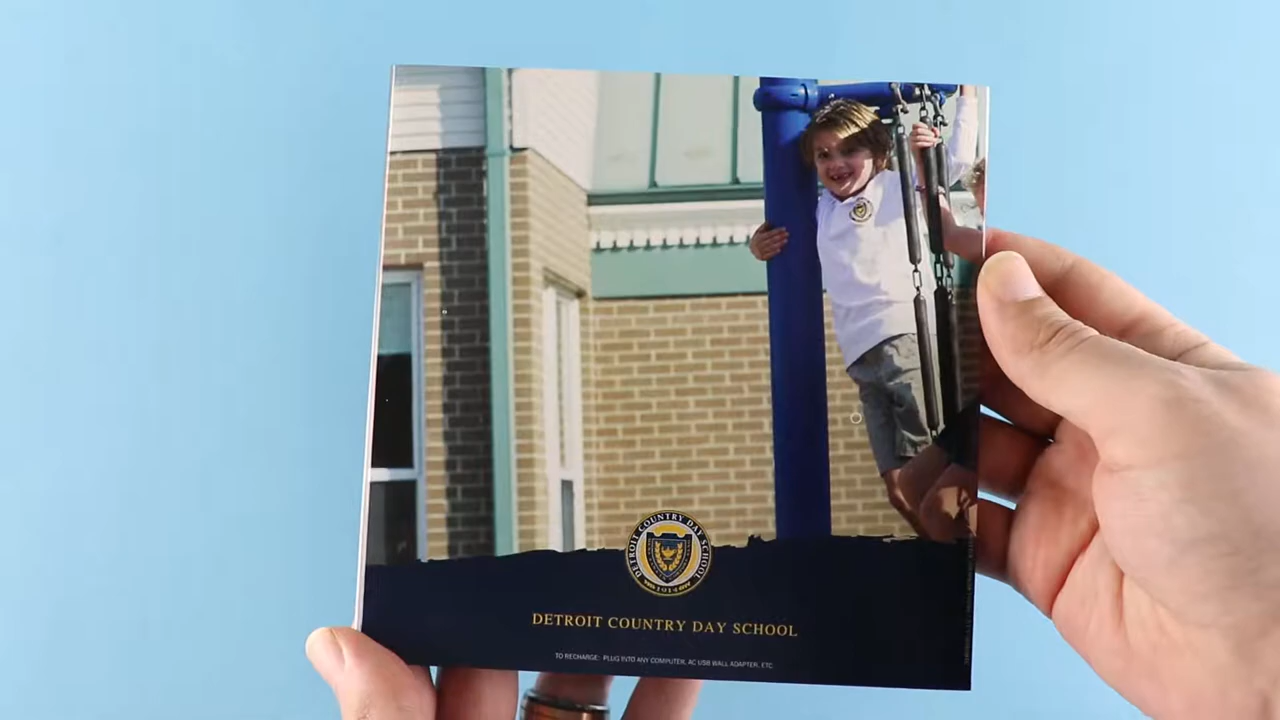 DETROIT COUNTRY DAY SCHOOL
1914
DETROIT COUNTRY DAY SCHOOL
TO RECHARGE: PLUG INTO ANY COMPUTER, AC USB WALL ADAPTER, ETC